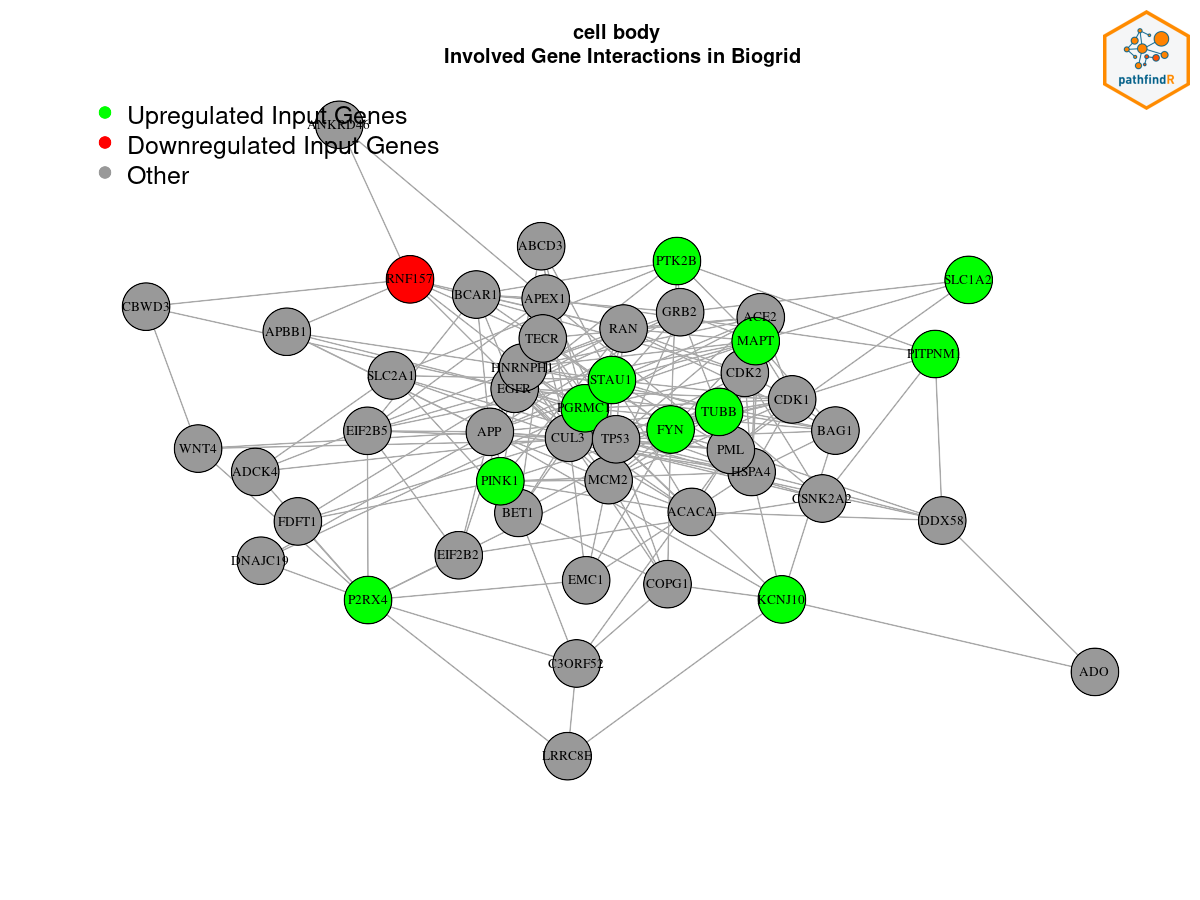 cell body
Involved Gene Interactions in Biogrid
pathfindR
Upregulated Input Genes
ANKRD46
Downregulated Input Genes
Other
ABCD3
PTK2B
RNF157
SLC1A2
BCAR1
APEX1
CBWD3
GRB2
ACE2
APBB1
RAN
TECR
MAPT
PITPNM1
HNRNPH1
SLC2A1
CDK2
STAU1
EGFR
CDK1
PGRMC1
TUBB
EIF2B5
APP
FYN
BAG1
CUL3
TP53
WNT4
PML
ADCK4
HSPA4
PINK1
MCM2
CSNK2A2
BET1
ACACA
FDFT1
DDX58
EIF2B2
DNAJC19
EMC1
COPG1
P2RX4
KCNJ10
C3ORF52
ADO
LRRC8E